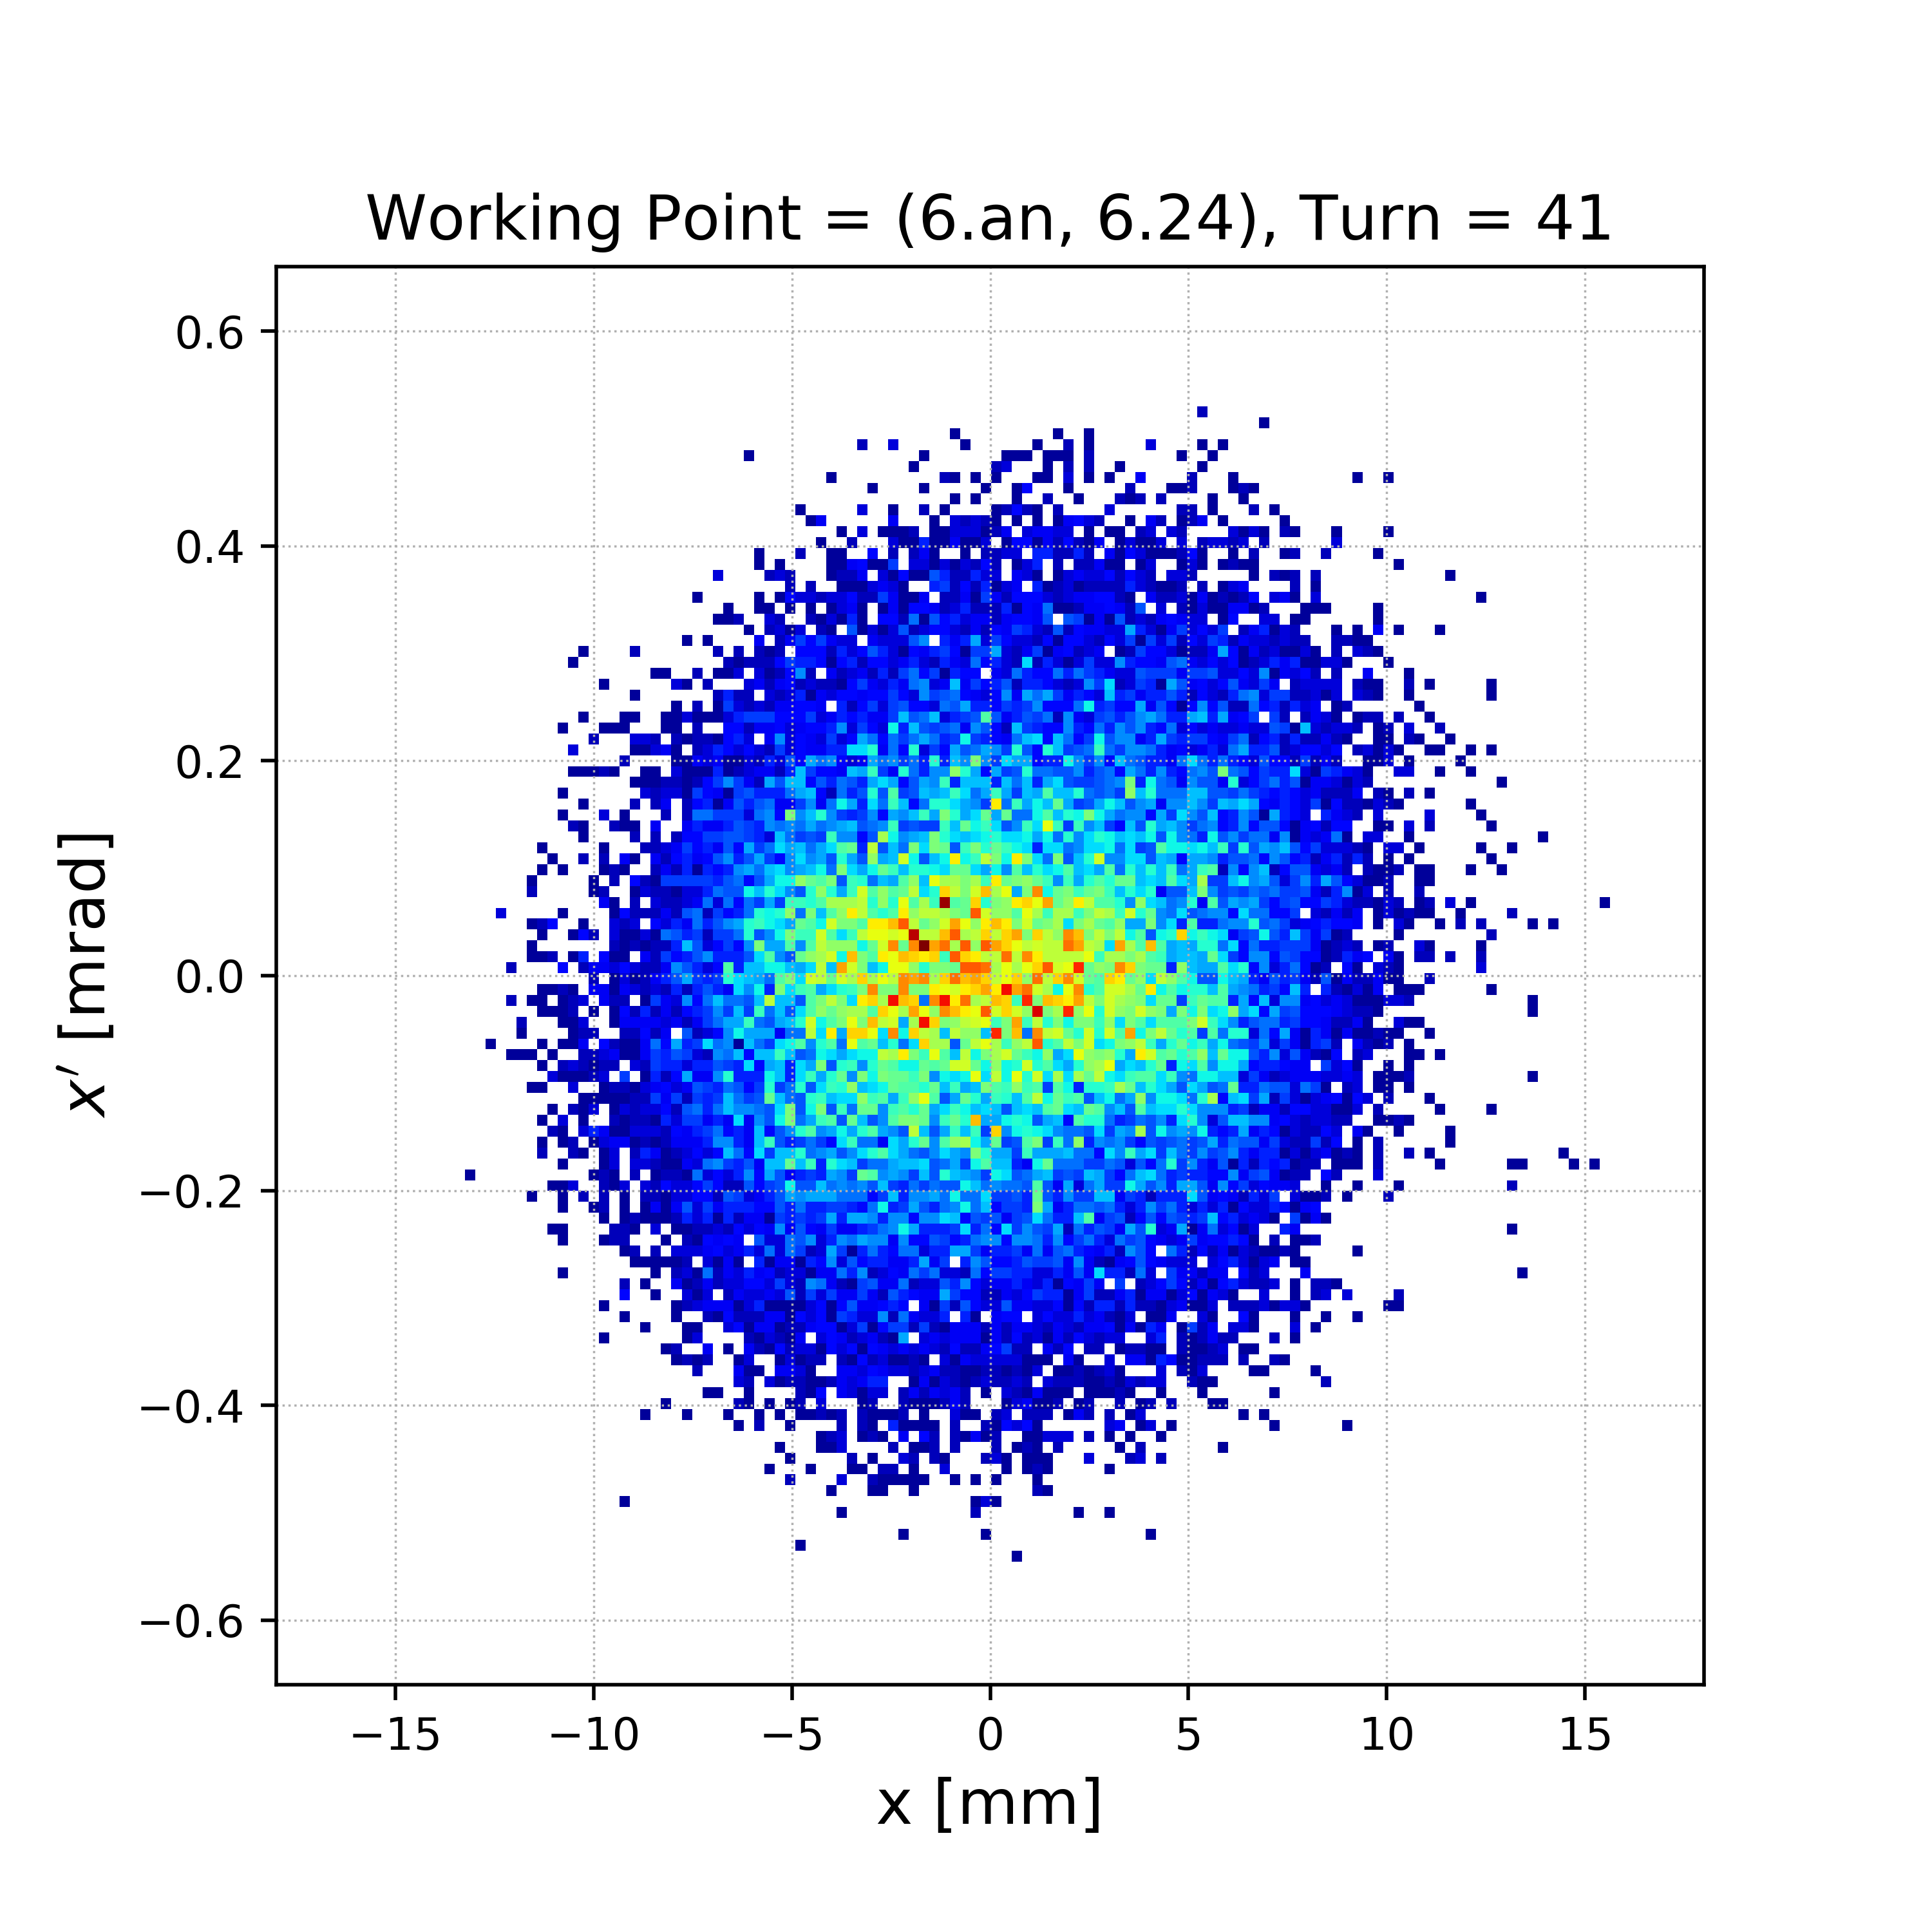 Working Point = (6.an, 6.24), Turn = 41
0.6
0.4
0.2
0.0
−0.2
−0.4
−0.6
x′ [mrad]
−15 −10 −5 0 5 10 15
x [mm]